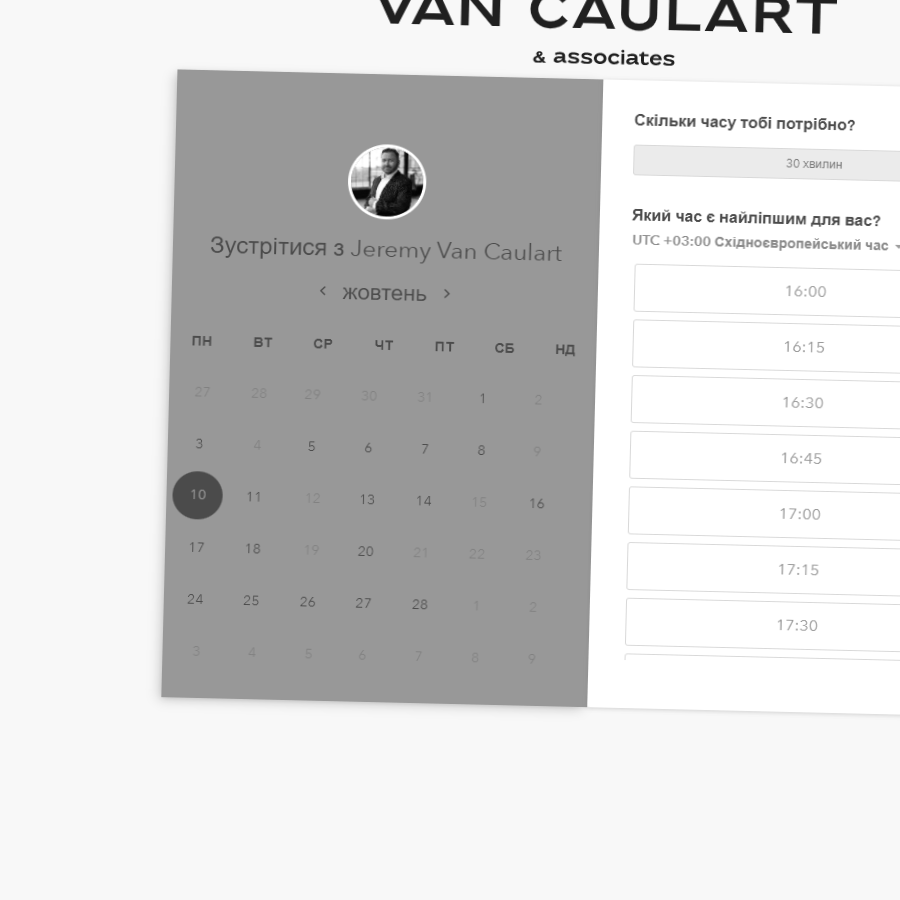 VAN CAULART
& associates
Зустрітися з Jeremy Van Caulart
жовтень
ПН ВТ СР ЧТ ПТ СБ НД
27 28 29 30 31 1 2
3 4 5 6 7 8 9
10 11 12 13 14 15 16
17 18 19 20 21 22 23
24 25 26 27 28 1 2
3 4 5 6 7 8 9
Скільки часу тобі потрібно?
30 хвилин
Який час є найліпшим для вас?
UTC +03:00 Східноєвропейський час
16:00
16:15
16:30
16:45
17:00
17:15
17:30